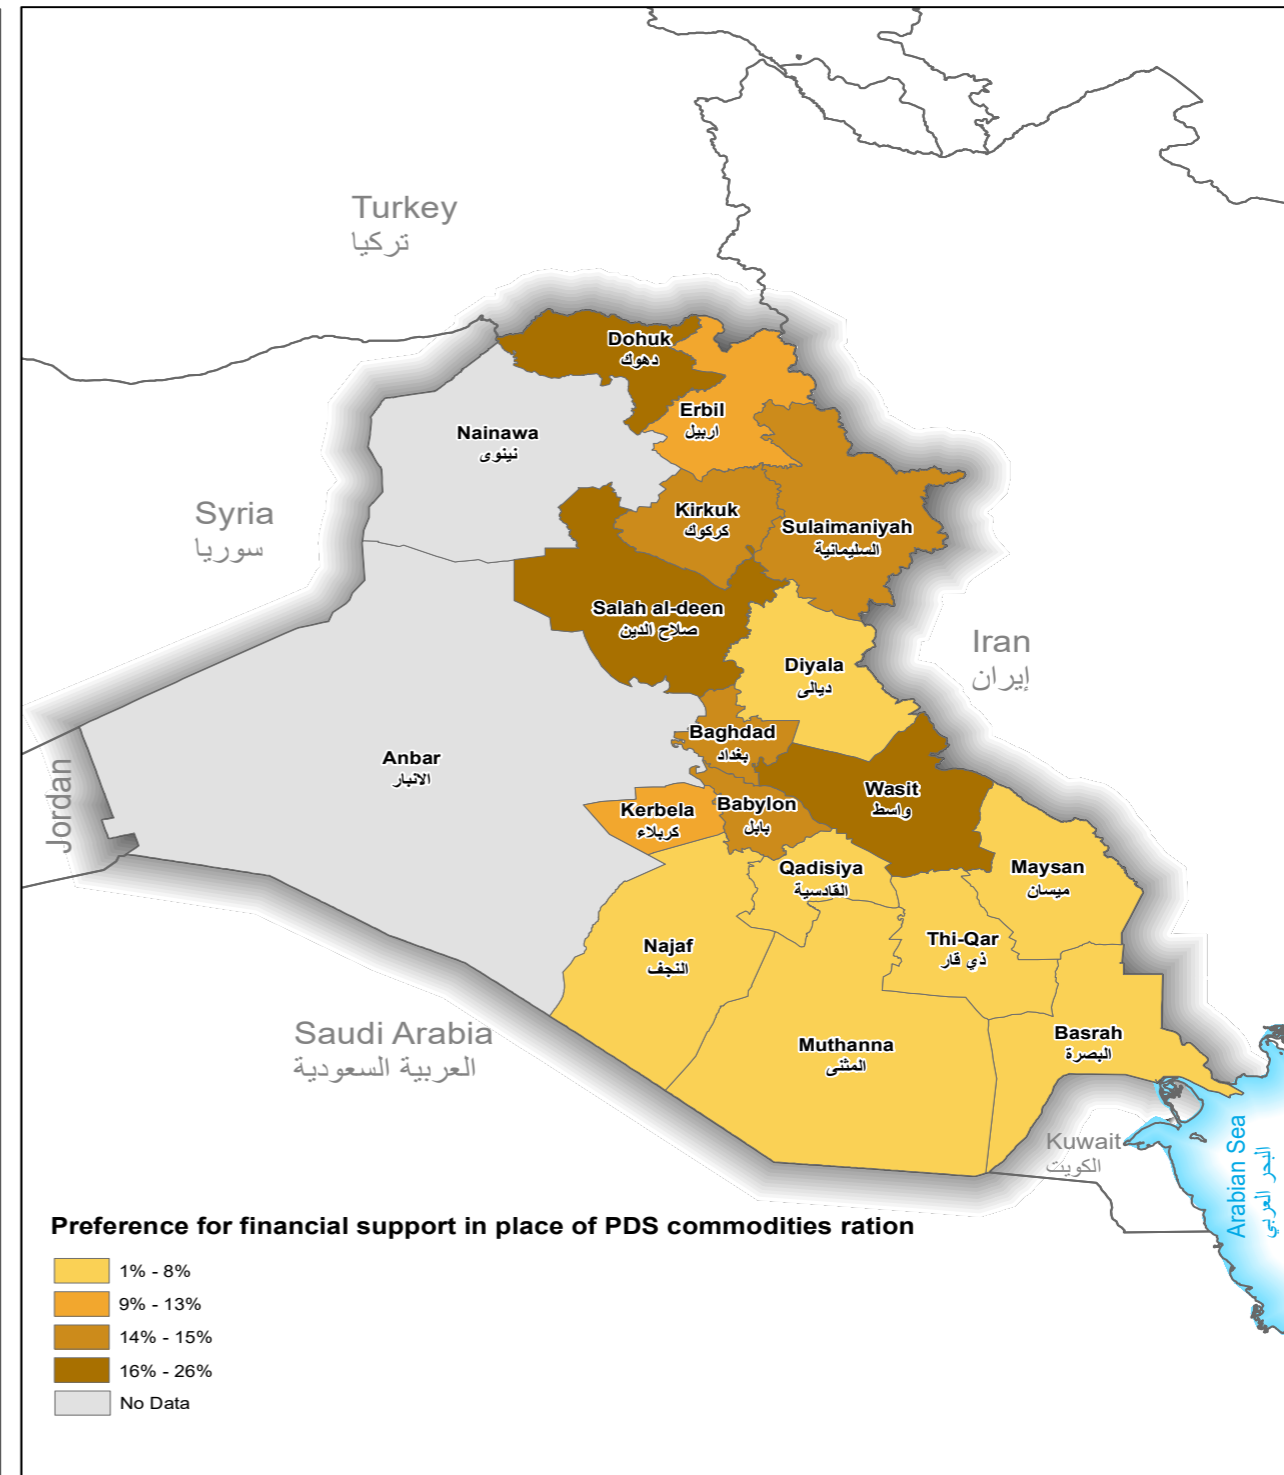 Turkey
تركيا
Dohuk
دهوك
Erbil
اربيل
Nainawa
نينوى
Syria
سوريا
Kirkuk
كركوك
Sulaimaniyah
السليمانية
Salah al-deen
صلاح الدين
Iran
إيران
Diyala
ديالى
Baghdad
بغداد
Anbar
الانبار
Jordan
Wasit
واسط
Kerbela
كربلاء
Babylon
بابل
Qadisiya
القادسية
Maysan
ميسان
Najaf
النجف
Thi-Qar
ذي قار
Saudi Arabia
العربية السعودية
Muthanna
المثنى
Basrah
البصرة
Kuwait
الكويت
Arabian Sea
البحر العربي
Preference for financial support in place of PDS commodities ration
1% - 8%
9% - 13%
14% - 15%
16% - 26%
No Data